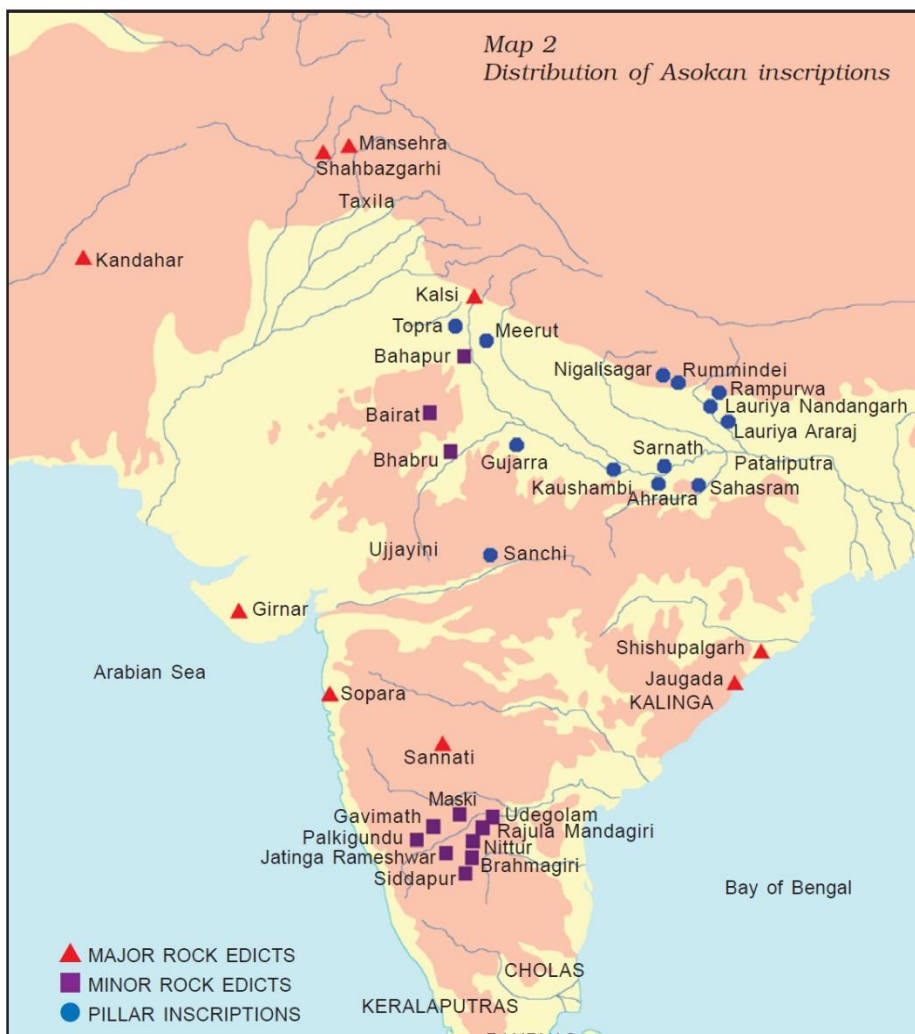 Map 2
Distribution of Asokan inscriptions
Mansehra
Shahbazgarhi
Taxila
Kandahar
Kalsi
Topra
Meerut
Bahapur
Nigalisagar
Rummindei
Rampurwa
Bairat
Lauriya Nandangarh
Lauriya Araraj
Bhabru
Gujarra
Sarnath
Pataliputra
Kaushambi
Ahraura
Sahasram
Ujjayini
Sanchi
Girnar
Shishupalgarh
Arabian Sea
Jaugada
KALINGA
Sopara
Sannati
Maski
Gavimath
Udegolam
Palkigundu
Rajula Mandagiri
Nittur
Jatinga Rameshwar
Brahmagiri
Siddapur
Bay of Bengal
MAJOR ROCK EDICTS
MINOR ROCK EDICTS
PILLAR INSCRIPTIONS
CHOLAS
KERALAPUTRAS